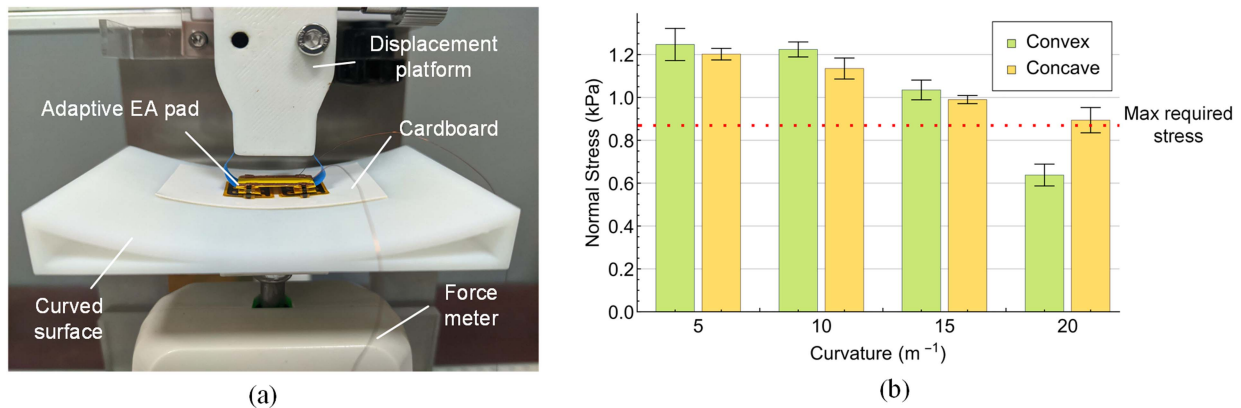 Displacement
platform
Adaptive EA pad
Cardboard
Curved
surface
Force
meter
(a)
Normal Stress (kPa)
1.2
1.0
0.8
0.6
0.4
0.2
0.0
Convex
Concave
Max required
stress
5
10
15
20
Curvature (m⁻¹)
(b)